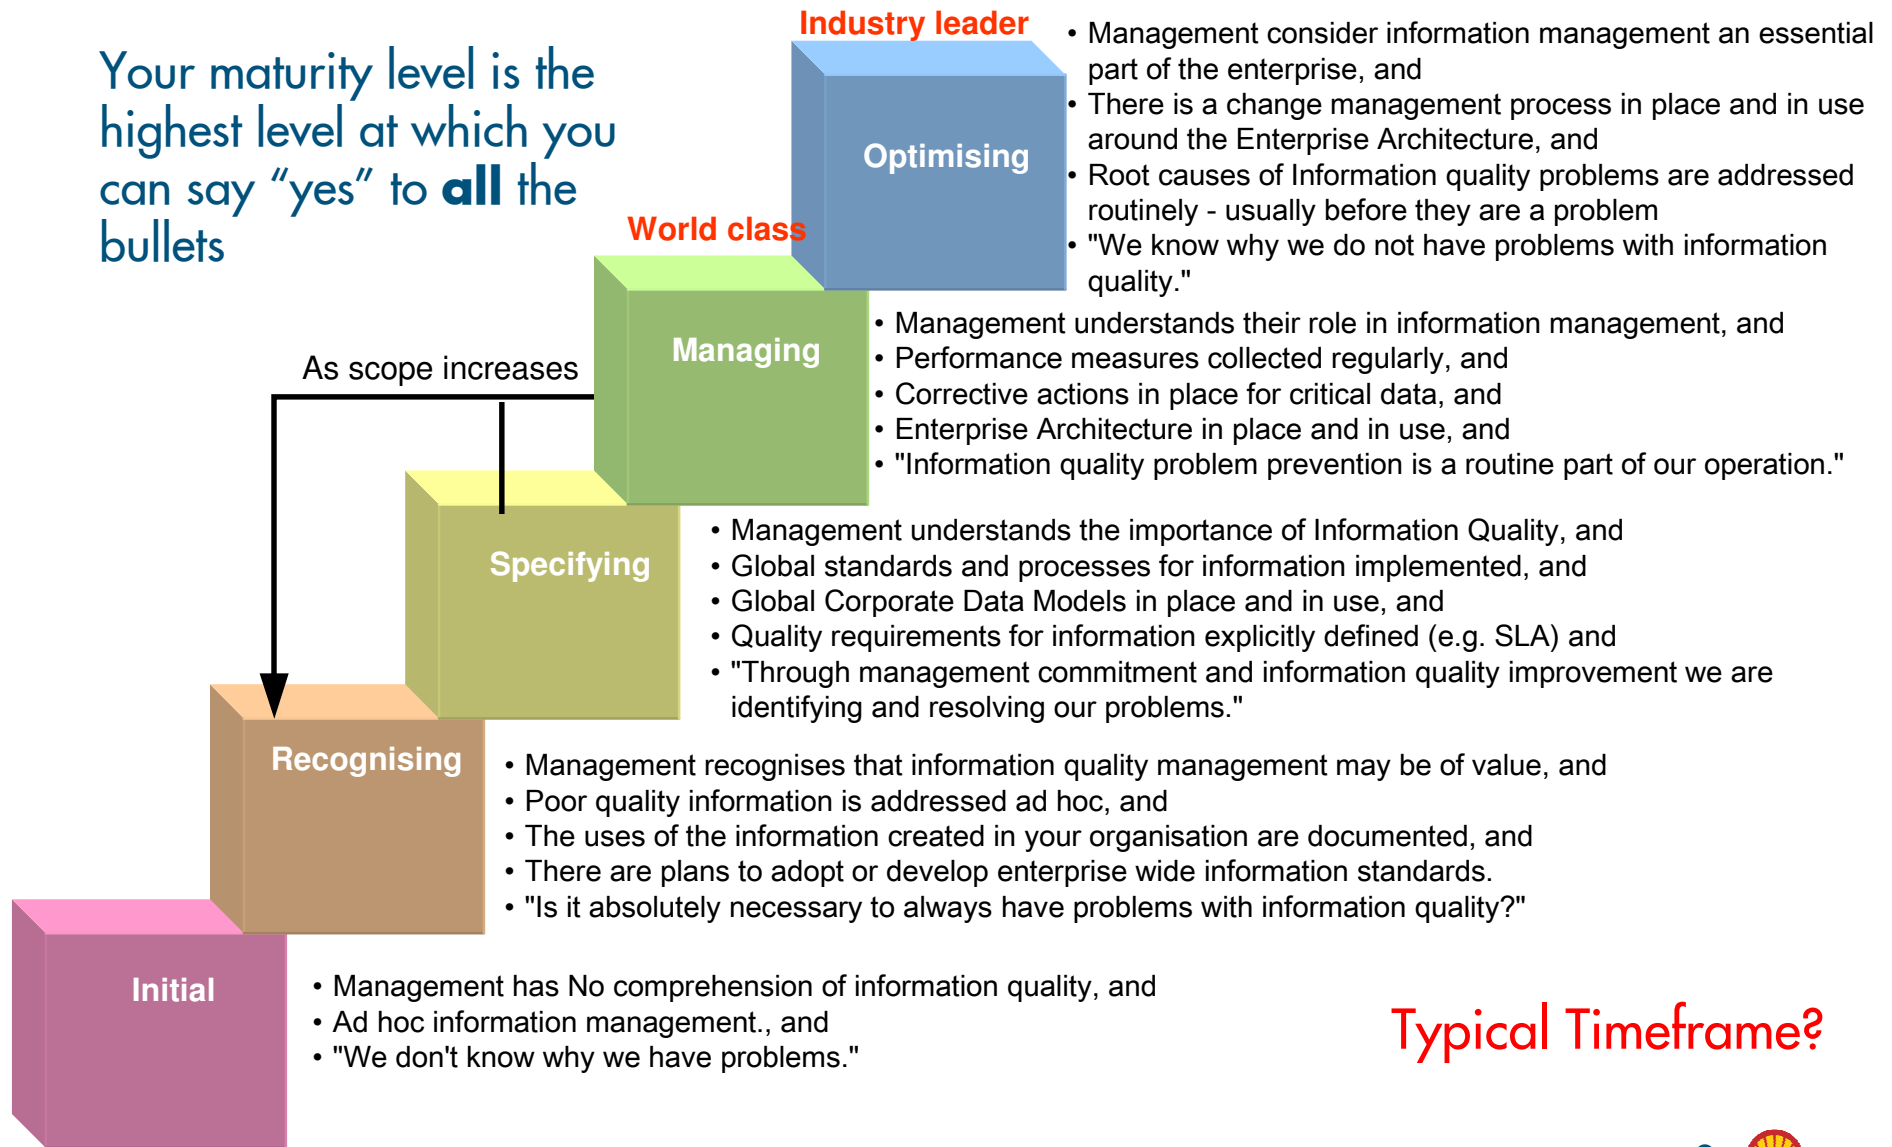 Your maturity level is the
highest level at which you
can say “yes” to all the
bullets
Industry leader
Optimising
• Management consider information management an essential
part of the enterprise, and
• There is a change management process in place and in use
around the Enterprise Architecture, and
• Root causes of Information quality problems are addressed
routinely - usually before they are a problem
• "We know why we do not have problems with information
quality."
World class
Managing
• Management understands their role in information management, and
• Performance measures collected regularly, and
• Corrective actions in place for critical data, and
• Enterprise Architecture in place and in use, and
• "Information quality problem prevention is a routine part of our operation."
As scope increases
Specifying
• Management understands the importance of Information Quality, and
• Global standards and processes for information implemented, and
• Global Corporate Data Models in place and in use, and
• Quality requirements for information explicitly defined (e.g. SLA) and
• "Through management commitment and information quality improvement we are
identifying and resolving our problems."
Recognising
• Management recognises that information quality management may be of value, and
• Poor quality information is addressed ad hoc, and
• The uses of the information created in your organisation are documented, and
• There are plans to adopt or develop enterprise wide information standards.
• "Is it absolutely necessary to always have problems with information quality?"
Initial
• Management has No comprehension of information quality, and
• Ad hoc information management., and
• "We don't know why we have problems."
Typical Timeframe?